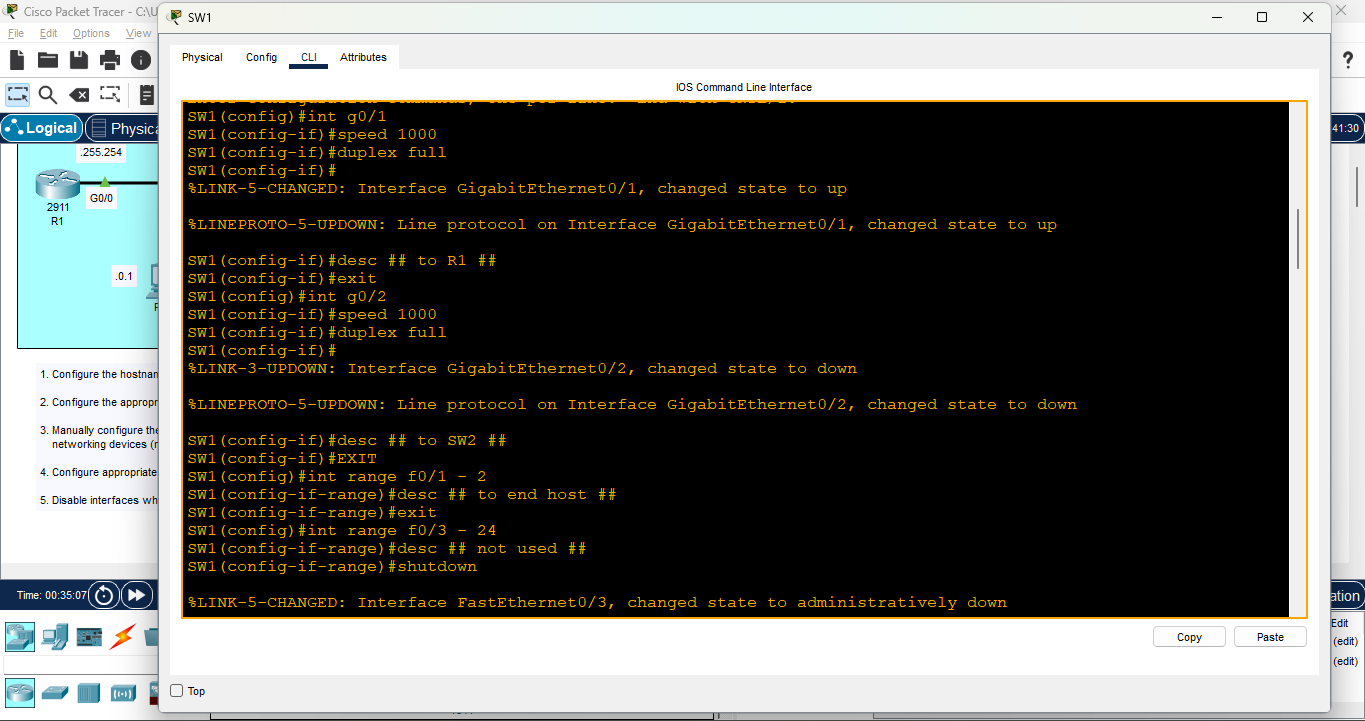 Cisco Packet Tracer - C:\U
SW1
File Edit Options View
Physical Config CLI Attributes
IOS Command Line Interface
Logical
Physica
41:30
.255.254
G0/0
2911
R1
.0.1
1. Configure the hostnan
2. Configure the appropr
3. Manually configure the
networking devices (r
4. Configure appropriate
5. Disable interfaces wh
SW1(config)#int g0/1
SW1(config-if)#speed 1000
SW1(config-if)#duplex full
SW1(config-if)#
%LINK-5-CHANGED: Interface GigabitEthernet0/1, changed state to up
%LINEPROTO-5-UPDOWN: Line protocol on Interface GigabitEthernet0/1, changed state to up
SW1(config-if)#desc ## to R1 ##
SW1(config-if)#exit
SW1(config)#int g0/2
SW1(config-if)#speed 1000
SW1(config-if)#duplex full
SW1(config-if)#
%LINK-3-UPDOWN: Interface GigabitEthernet0/2, changed state to down
%LINEPROTO-5-UPDOWN: Line protocol on Interface GigabitEthernet0/2, changed state to down
SW1(config-if)#desc ## to SW2 ##
SW1(config-if)#EXIT
SW1(config)#int range f0/1 - 2
SW1(config-if-range)#desc ## to end host ##
SW1(config-if-range)#exit
SW1(config)#int range f0/3 - 24
SW1(config-if-range)#desc ## not used ##
SW1(config-if-range)#shutdown
%LINK-5-CHANGED: Interface FastEthernet0/3, changed state to administratively down
Copy Paste
Top
Time: 00:35:07
ation
Edit
(edit)
(edit)